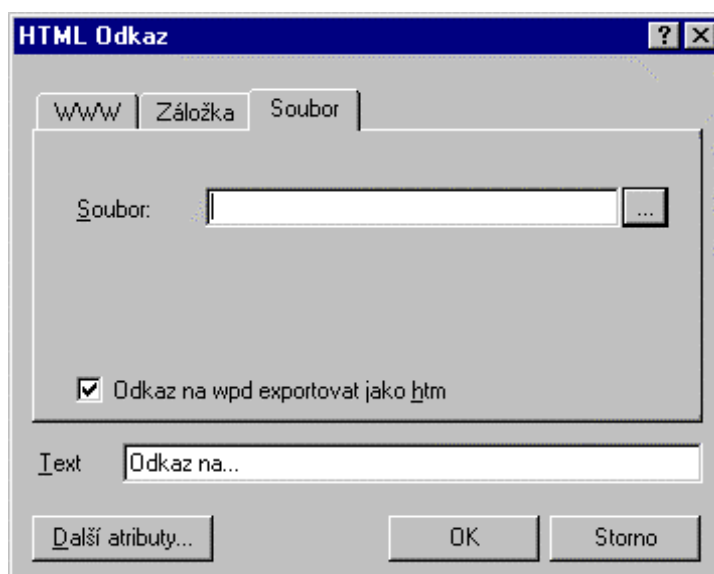 HTML Odkaz
WWW Záložka Soubor
Soubor: ...
Odkaz na wpd exportovat jako htm
Text Odkaz na...
Další atributy... OK Storno